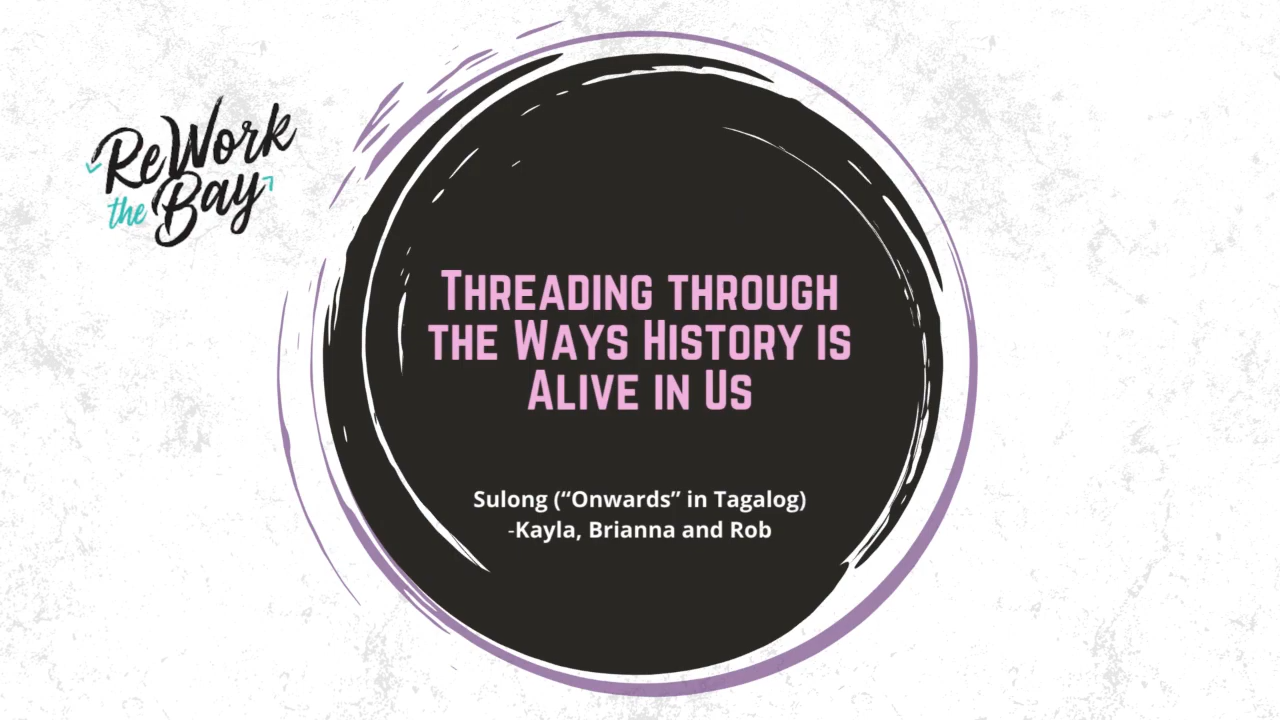 ReWork
the Bay
Threading through
the Ways History is
Alive in Us
Sulong (“Onwards” in Tagalog)
-Kayla, Brianna and Rob